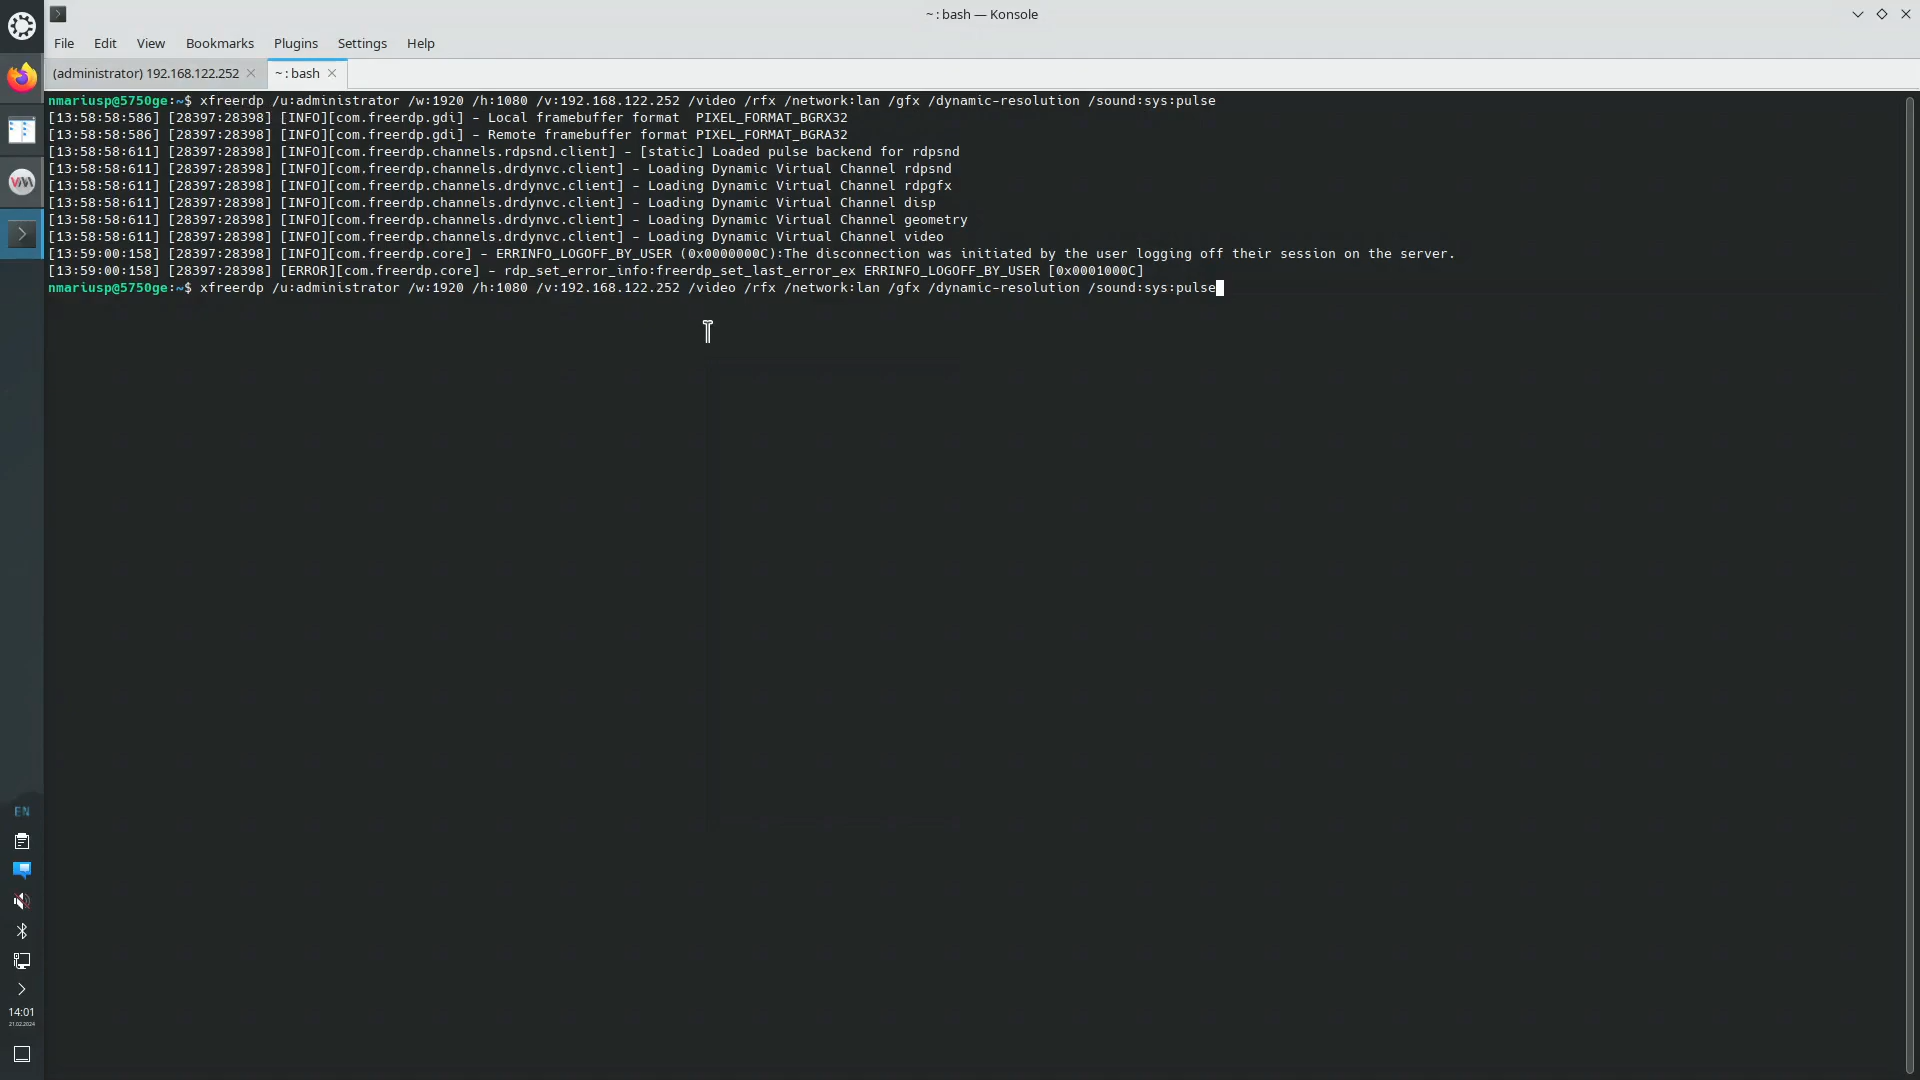 ~ : bash — Konsole
File Edit View Bookmarks Plugins Settings Help
(administrator) 192.168.122.252 ~ : bash
nmariusp@5750ge:~$ xfreerdp /u:administrator /w:1920 /h:1080 /v:192.168.122.252 /video /rfx /network:lan /gfx /dynamic-resolution /sound:sys:pulse
[13:58:58:586] [28397:28398] [INFO][com.freerdp.gdi] - Local framebuffer format  PIXEL_FORMAT_BGRX32
[13:58:58:586] [28397:28398] [INFO][com.freerdp.gdi] - Remote framebuffer format PIXEL_FORMAT_BGRA32
[13:58:58:611] [28397:28398] [INFO][com.freerdp.channels.rdpsnd.client] - [static] Loaded pulse backend for rdpsnd
[13:58:58:611] [28397:28398] [INFO][com.freerdp.channels.drdynvc.client] - Loading Dynamic Virtual Channel rdpsnd
[13:58:58:611] [28397:28398] [INFO][com.freerdp.channels.drdynvc.client] - Loading Dynamic Virtual Channel rdpgfx
[13:58:58:611] [28397:28398] [INFO][com.freerdp.channels.drdynvc.client] - Loading Dynamic Virtual Channel disp
[13:58:58:611] [28397:28398] [INFO][com.freerdp.channels.drdynvc.client] - Loading Dynamic Virtual Channel geometry
[13:58:58:611] [28397:28398] [INFO][com.freerdp.channels.drdynvc.client] - Loading Dynamic Virtual Channel video
[13:59:00:158] [28397:28398] [INFO][com.freerdp.core] - ERRINFO_LOGOFF_BY_USER (0x0000000C):The disconnection was initiated by the user logging off their session on the server.
[13:59:00:158] [28397:28398] [ERROR][com.freerdp.core] - rdp_set_error_info:freerdp_set_last_error_ex ERRINFO_LOGOFF_BY_USER [0x0001000C]
nmariusp@5750ge:~$ xfreerdp /u:administrator /w:1920 /h:1080 /v:192.168.122.252 /video /rfx /network:lan /gfx /dynamic-resolution /sound:sys:pulse
EN
14:01
21.02.2024